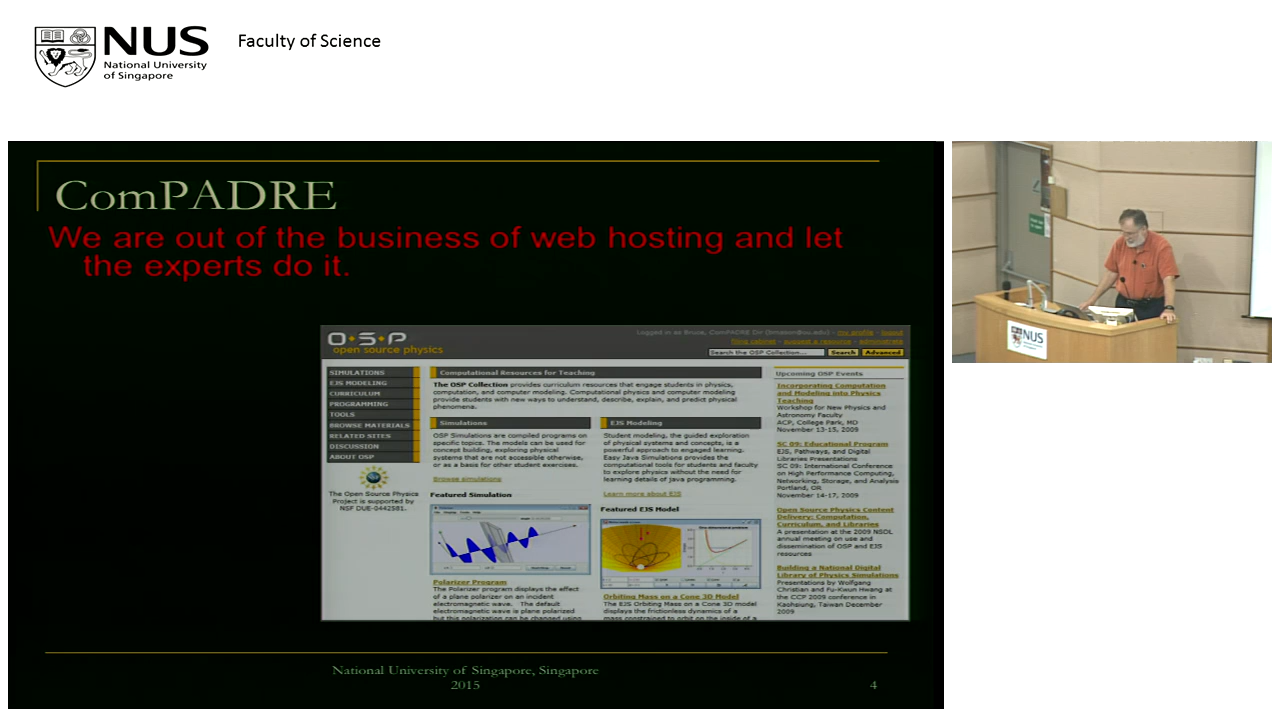 NUS
National University
of Singapore
Faculty of Science
ComPADRE
We are out of the business of web hosting and let
the experts do it.
O·S·P
open source physics
Logged in as Bruce, ComPADRE Dir (bmason@ou.edu) - my profile - logout
filing cabinet - suggest a resource - administrate
Search the OSP Collection... Search Advanced
SIMULATIONS
EJS MODELING
CURRICULUM
PROGRAMMING
TOOLS
BROWSE MATERIALS
RELATED SITES
DISCUSSION
ABOUT OSP
The Open Source Physics
Project is supported by
NSF DUE-0442581.
Computational Resources for Teaching
The OSP Collection provides curriculum resources that engage students in physics,
computation, and computer modeling. Computational physics and computer modeling
provide students with new ways to understand, describe, explain, and predict physical
phenomena.
Simulations
OSP Simulations are compiled programs on
specific topics. The models can be used for
concept building, exploring physical
systems that are not accessible otherwise,
or as a basis for other student exercises.
Browse simulations
Featured Simulation
Polarizer Program
The Polarizer program displays the effect
of a plane polarizer on an incident
electromagnetic wave. The default
electromagnetic wave is plane polarized
but this polarization can be changed using
EJS Modeling
Student modeling, the guided exploration
of physical systems and concepts, is a
powerful approach to engaged learning.
Easy Java Simulations provides the
computational tools for students and faculty
to explore physics without the need for
learning details of java programming.
Learn more about EJS
Featured EJS Model
Orbiting Mass on a Cone 3D Model
The EJS Orbiting Mass on a Cone 3D model
displays the frictionless dynamics of a
mass constrained to orbit on the inside of a
Upcoming OSP Events
Incorporating Computation
and Modeling into Physics
Teaching
Workshop for New Physics and
Astronomy Faculty
ACP, College Park, MD
November 13-15, 2009
SC 09: Educational Program
EJS, Pathways, and Digital
Libraries Presentations
SC 09: International Conference
on High Performance Computing,
Networking, Storage, and Analysis
Portland, OR
November 14-17, 2009
Open Source Physics Content
Delivery: Computation,
Curriculum, and Libraries
A presentation at the 2009 NSDL
annual meeting on use and
dissemination of OSP and EJS
resources
Building a National Digital
Library of Physics Simulations
Presentations by Wolfgang
Christian and Fu-Kwun Hwang at
the CCP 2009 conference in
Kaohsiung, Taiwan December
2009
National University of Singapore, Singapore
2015
4
NUS